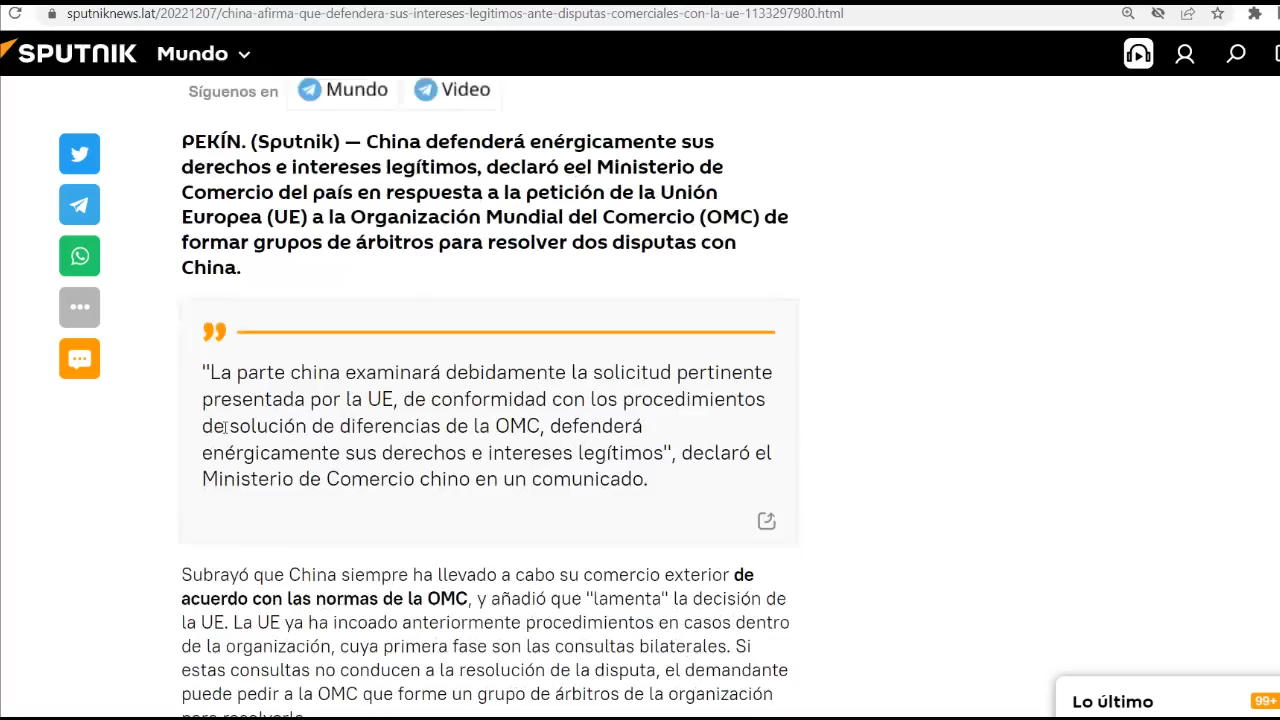 sputniknews.lat/20221207/china-afirma-que-defendera-sus-intereses-legitimos-ante-disputas-comerciales-con-la-ue-1133297980.html
SPUTNIK Mundo
Síguenos en Mundo Video
PEKÍN. (Sputnik) — China defenderá enérgicamente sus
derechos e intereses legítimos, declaró eel Ministerio de
Comercio del país en respuesta a la petición de la Unión
Europea (UE) a la Organización Mundial del Comercio (OMC) de
formar grupos de árbitros para resolver dos disputas con
China.
"La parte china examinará debidamente la solicitud pertinente
presentada por la UE, de conformidad con los procedimientos
de solución de diferencias de la OMC, defenderá
enérgicamente sus derechos e intereses legítimos", declaró el
Ministerio de Comercio chino en un comunicado.
Subrayó que China siempre ha llevado a cabo su comercio exterior de
acuerdo con las normas de la OMC, y añadió que "lamenta" la decisión de
la UE. La UE ya ha incoado anteriormente procedimientos en casos dentro
de la organización, cuya primera fase son las consultas bilaterales. Si
estas consultas no conducen a la resolución de la disputa, el demandante
puede pedir a la OMC que forme un grupo de árbitros de la organización
para resolverlo.
Lo último 99+